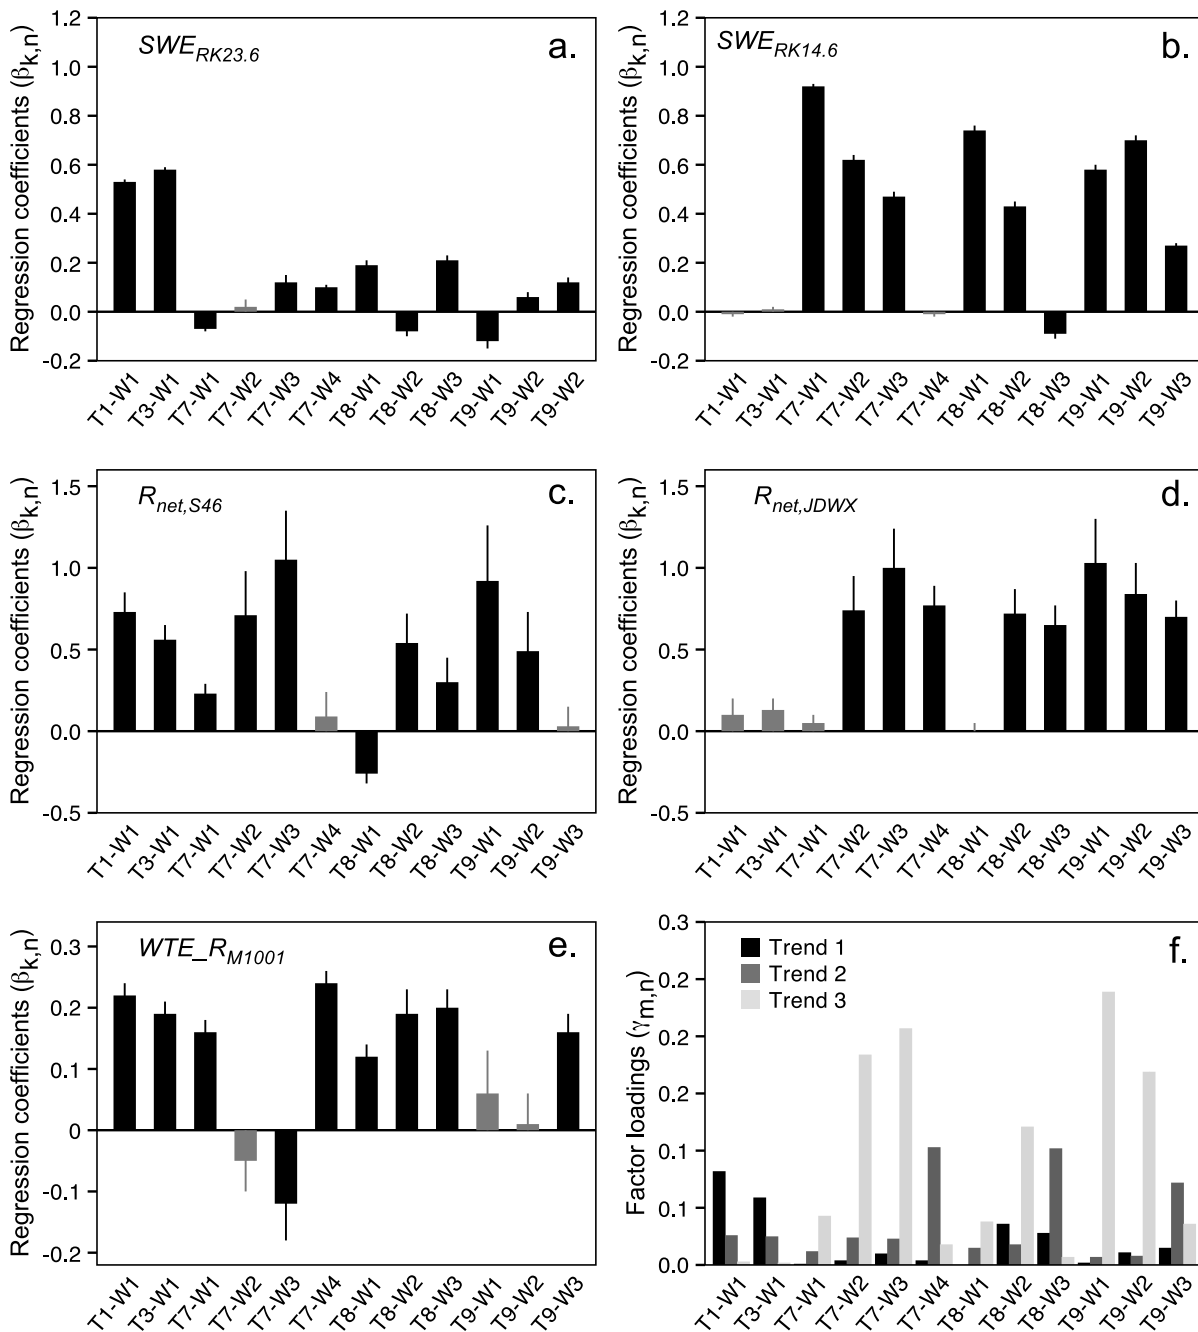 a.
SWE_RK23.6
Regression coefficients (β_k,n)
1.2
1.0
0.8
0.6
0.4
0.2
0.0
-0.2
T1-W1 T3-W1 T7-W1 T7-W2 T7-W3 T7-W4 T8-W1 T8-W2 T8-W3 T9-W1 T9-W2 T9-W2
b.
SWE_RK14.6
Regression coefficients (β_k,n)
1.2
1.0
0.8
0.6
0.4
0.2
0.0
-0.2
T1-W1 T3-W1 T7-W1 T7-W2 T7-W3 T7-W4 T8-W1 T8-W2 T8-W3 T9-W1 T9-W2 T9-W3
c.
R_net,S46
Regression coefficients (β_k,n)
1.5
1.0
0.5
0.0
-0.5
T1-W1 T3-W1 T7-W1 T7-W2 T7-W3 T7-W4 T8-W1 T8-W2 T8-W3 T9-W1 T9-W2 T9-W3
d.
R_net,JDWX
Regression coefficients (β_k,n)
1.5
1.0
0.5
0.0
-0.5
T1-W1 T3-W1 T7-W1 T7-W2 T7-W3 T7-W4 T8-W1 T8-W2 T8-W3 T9-W1 T9-W2 T9-W3
e.
WTE_R_M1001
Regression coefficients (β_k,n)
0.3
0.2
0.1
0
-0.1
-0.2
T1-W1 T3-W1 T7-W1 T7-W2 T7-W3 T7-W4 T8-W1 T8-W2 T8-W3 T9-W1 T9-W2 T9-W3
f.
Trend 1
Trend 2
Trend 3
Factor loadings (γ_m,n)
0.3
0.2
0.2
0.1
0.1
0.0
T1-W1 T3-W1 T7-W1 T7-W2 T7-W3 T7-W4 T8-W1 T8-W2 T8-W3 T9-W1 T9-W2 T9-W3